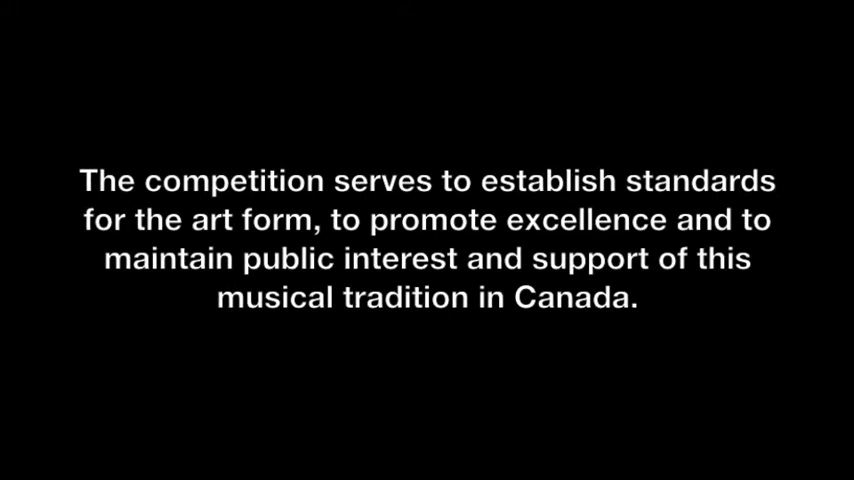 The competition serves to establish standards
for the art form, to promote excellence and to
maintain public interest and support of this
musical tradition in Canada.